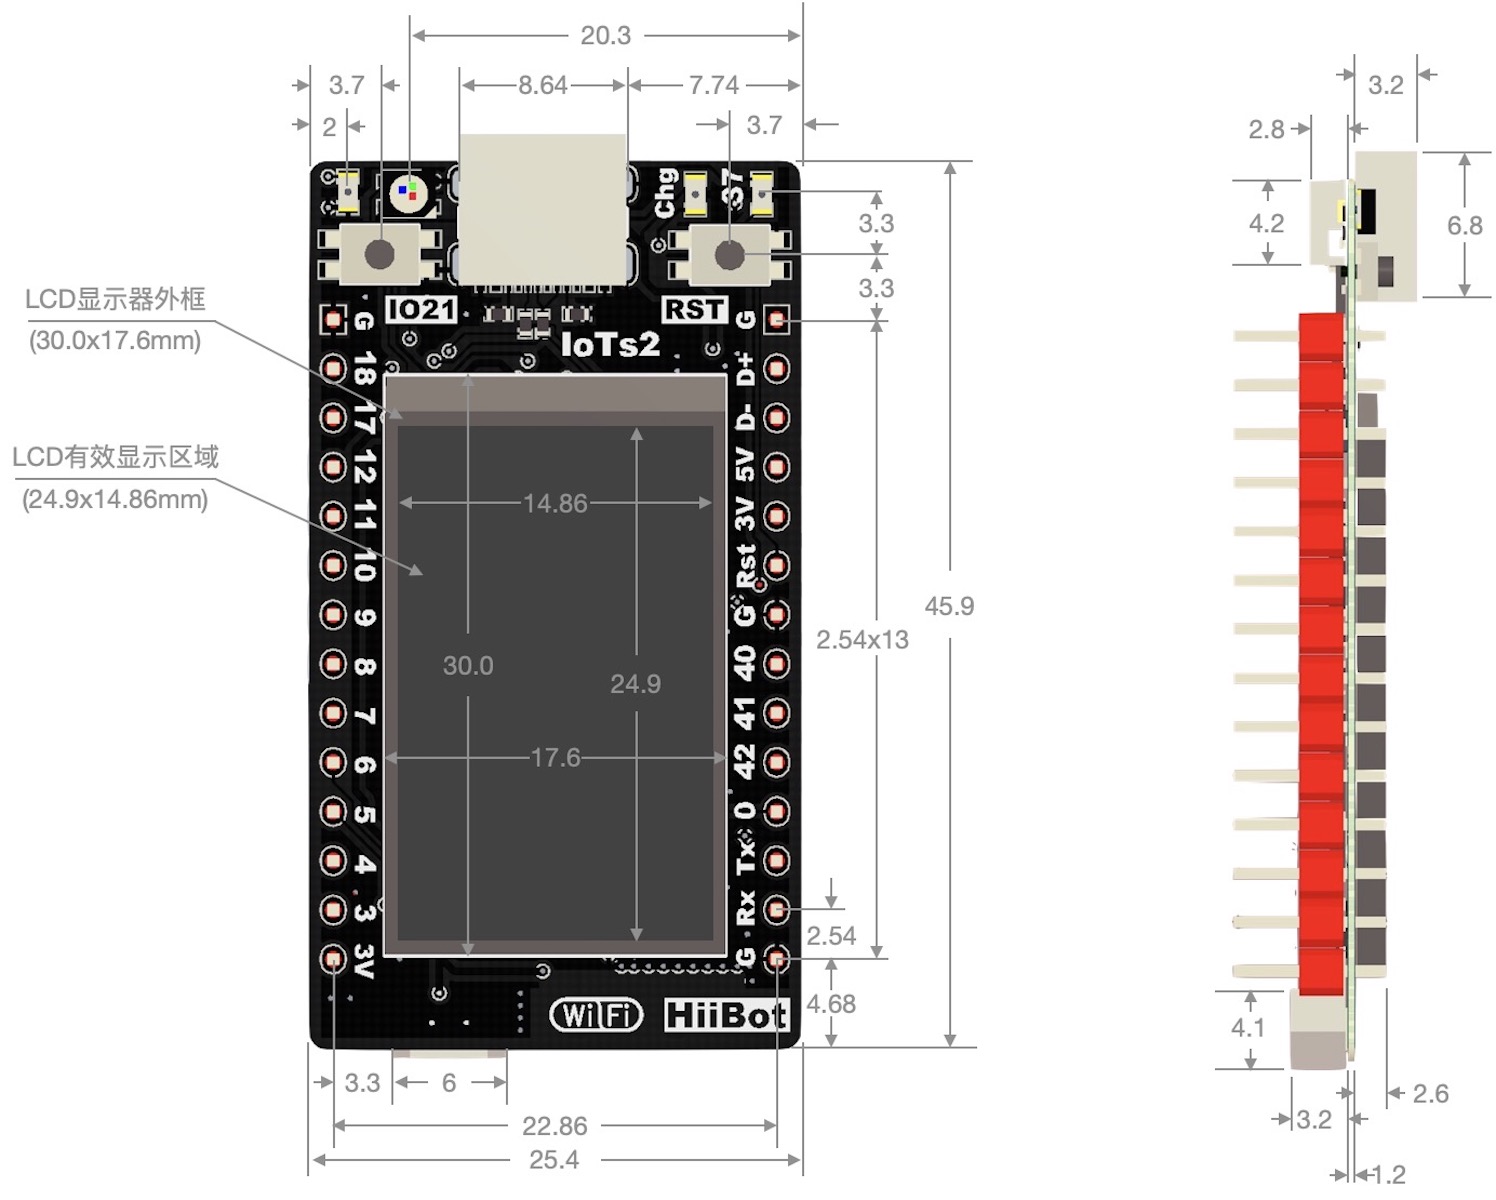 20.3
3.7
8.64
7.74
3.2
2
3.7
2.8
Chg
S7
3.3
4.2
6.8
3.3
LCD显示器外框
(30.0x17.6mm)
IO21
RST
IoTs2
G
18
17
12
11
10
9
8
7
6
5
4
3
3V
G
D+
D-
5V
3V
Rst
G
40
41
42
0
Tx
Rx
G
LCD有效显示区域
(24.9x14.86mm)
14.86
45.9
2.54x13
30.0
24.9
17.6
2.54
4.68
WiFi
HiiBot
4.1
3.3
6
2.6
22.86
3.2
25.4
1.2